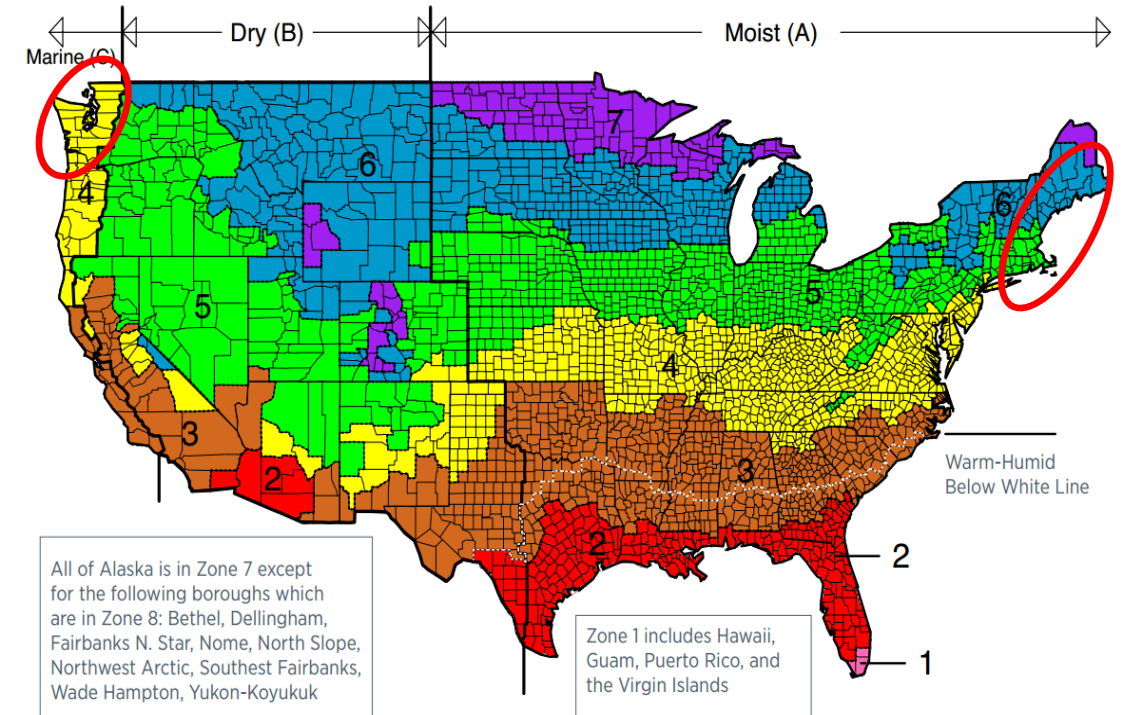 Dry (B)
Moist (A)
Marine (C)
7
6
6
4
5
5
4
3
3
2
2
Warm-Humid
Below White Line
2
1
All of Alaska is in Zone 7 except
for the following boroughs which
are in Zone 8: Bethel, Dellingham,
Fairbanks N. Star, Nome, North Slope,
Northwest Arctic, Southest Fairbanks,
Wade Hampton, Yukon-Koyukuk
Zone 1 includes Hawaii,
Guam, Puerto Rico, and
the Virgin Islands